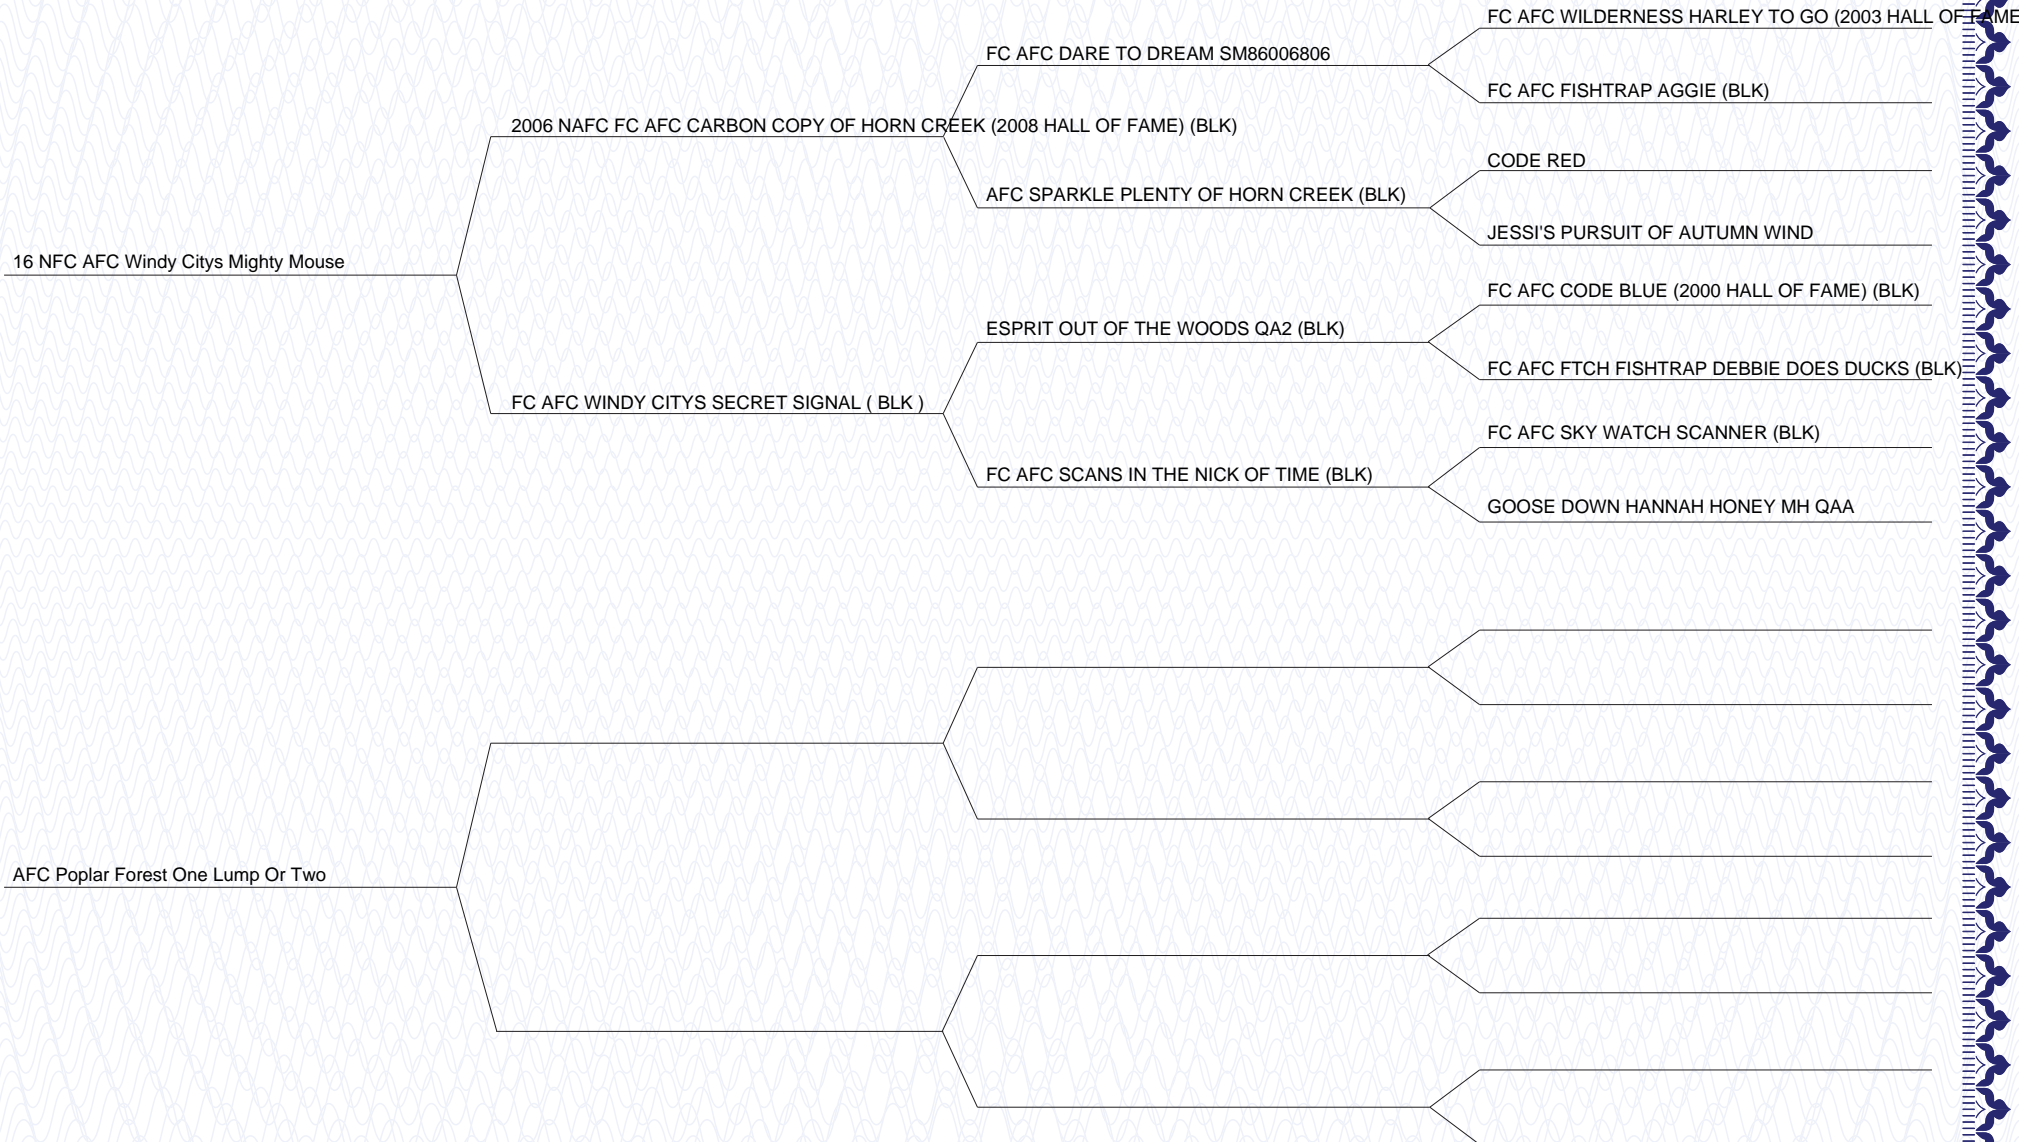 FC AFC WILDERNESS HARLEY TO GO (2003 HALL OF FAME
FC AFC DARE TO DREAM SM86006806
FC AFC FISHTRAP AGGIE (BLK)
2006 NAFC FC AFC CARBON COPY OF HORN CREEK (2008 HALL OF FAME) (BLK)
CODE RED
AFC SPARKLE PLENTY OF HORN CREEK (BLK)
JESSI'S PURSUIT OF AUTUMN WIND
16 NFC AFC Windy Citys Mighty Mouse
FC AFC CODE BLUE (2000 HALL OF FAME) (BLK)
ESPRIT OUT OF THE WOODS QA2 (BLK)
FC AFC FTCH FISHTRAP DEBBIE DOES DUCKS (BLK)
FC AFC WINDY CITYS SECRET SIGNAL ( BLK )
FC AFC SKY WATCH SCANNER (BLK)
FC AFC SCANS IN THE NICK OF TIME (BLK)
GOOSE DOWN HANNAH HONEY MH QAA
AFC Poplar Forest One Lump Or Two